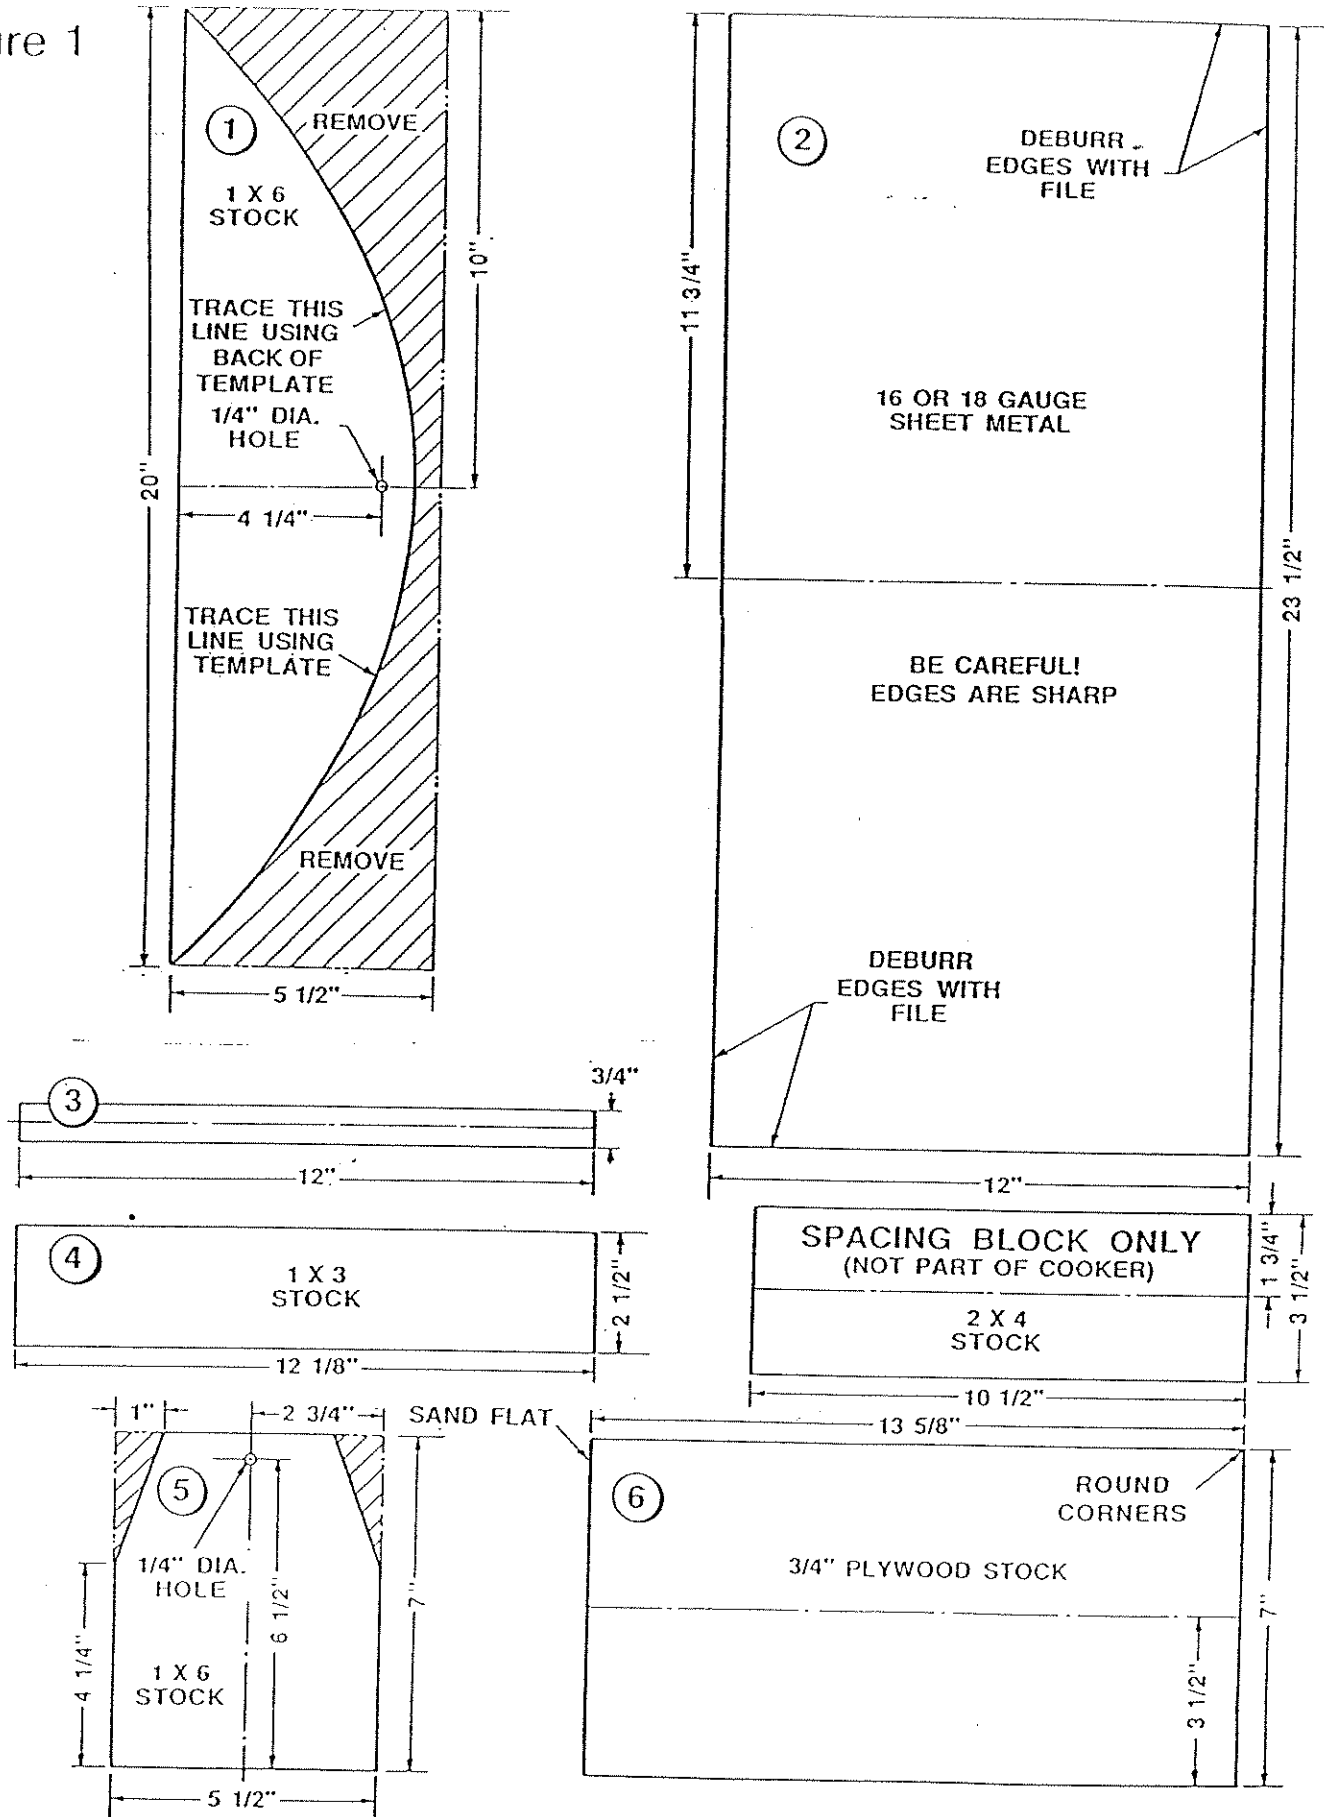 re 1
1
REMOVE
1 X 6
STOCK
10"
TRACE THIS
LINE USING
BACK OF
TEMPLATE
1/4" DIA.
HOLE
20"
4 1/4"
TRACE THIS
LINE USING
TEMPLATE
REMOVE
5 1/2"
2
DEBURR
EDGES WITH
FILE
11 3/4"
16 OR 18 GAUGE
SHEET METAL
23 1/2"
BE CAREFUL!
EDGES ARE SHARP
DEBURR
EDGES WITH
FILE
12"
3
3/4"
12"
4
1 X 3
STOCK
2 1/2"
12 1/8"
SPACING BLOCK ONLY
(NOT PART OF COOKER)
2 X 4
STOCK
1 3/4"
3 1/2"
10 1/2"
1"
2 3/4"
5
1/4" DIA.
HOLE
6 1/2"
7"
4 1/4"
1 X 6
STOCK
5 1/2"
SAND FLAT
13 5/8"
6
ROUND
CORNERS
3/4" PLYWOOD STOCK
7"
3 1/2"